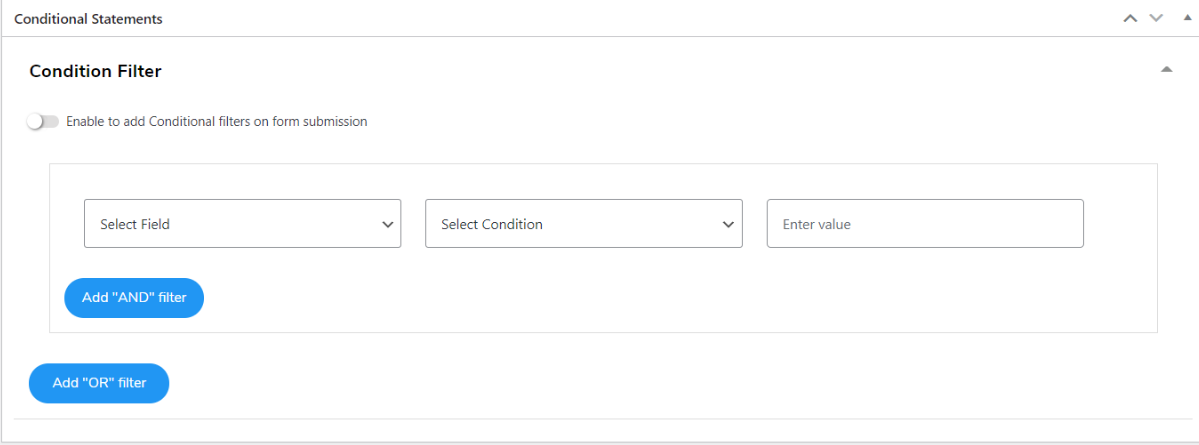 Conditional Statements
Condition Filter
Enable to add Conditional filters on form submission
Select Field
Select Condition
Enter value
Add "AND" filter
Add "OR" filter